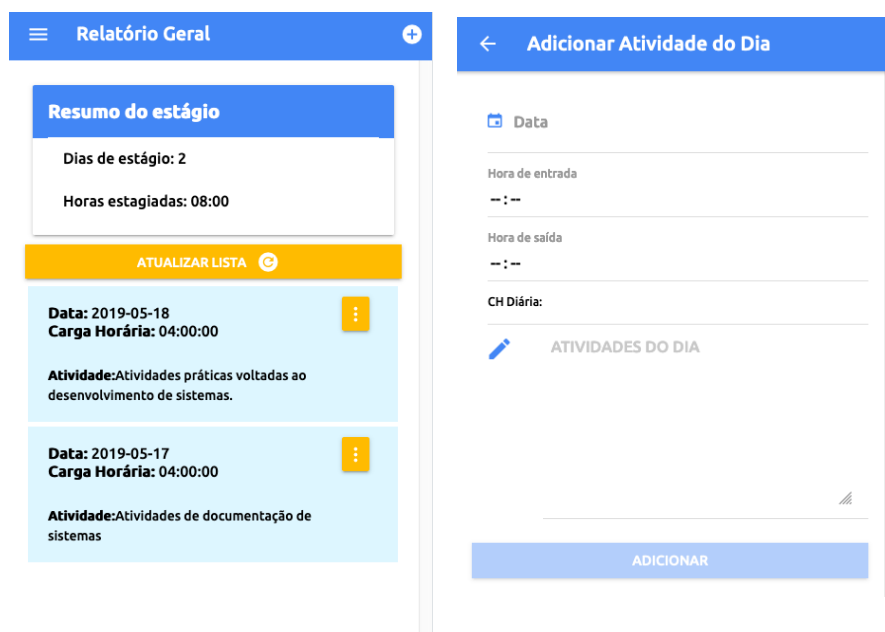 Relatório Geral
Resumo do estágio
Dias de estágio: 2
Horas estagiadas: 08:00
ATUALIZAR LISTA
Data: 2019-05-18
Carga Horária: 04:00:00
Atividade:Atividades práticas voltadas ao
desenvolvimento de sistemas.
Data: 2019-05-17
Carga Horária: 04:00:00
Atividade:Atividades de documentação de
sistemas
Adicionar Atividade do Dia
Data
Hora de entrada
--:--
Hora de saída
--:--
CH Diária:
ATIVIDADES DO DIA
ADICIONAR